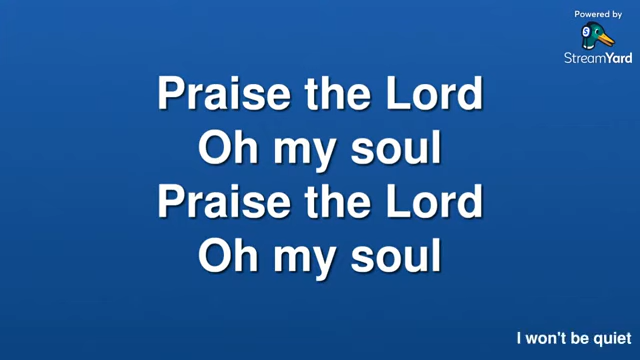 Powered by
StreamYard
Praise the Lord
Oh my soul
Praise the Lord
Oh my soul
I won't be quiet